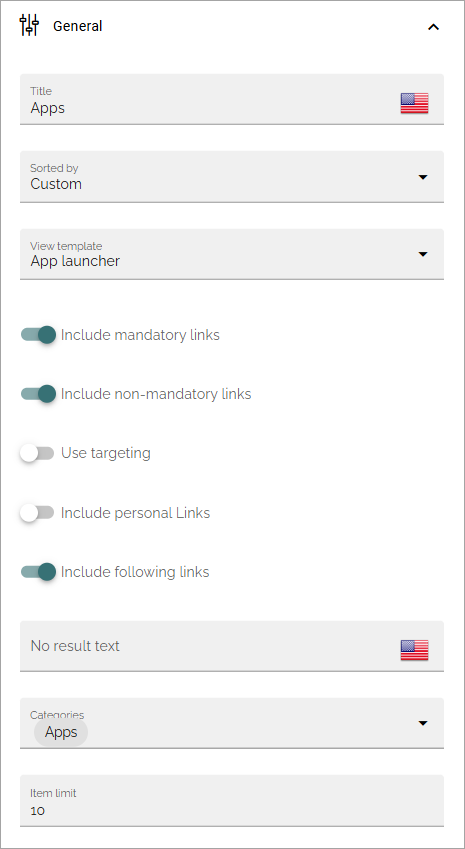 General
Title
Apps
Sorted by
Custom
View template
App launcher
Include mandatory links
Include non-mandatory links
Use targeting
Include personal Links
Include following links
No result text
Categories
Apps
Item limit
10